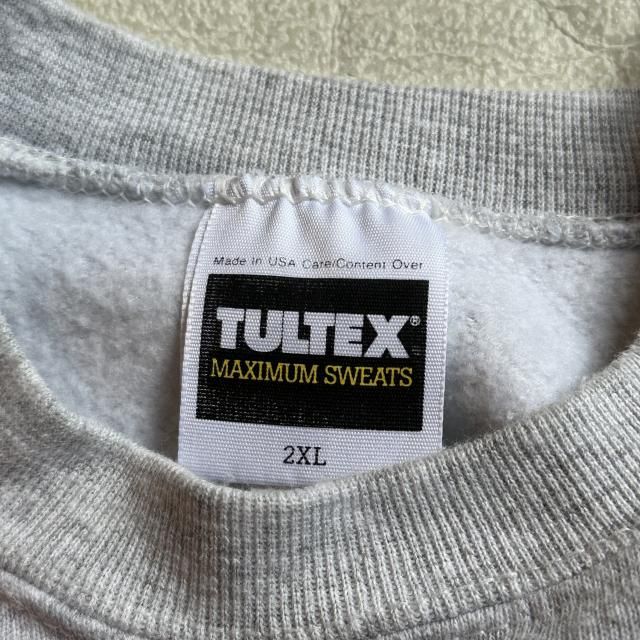 Made In USA Care/Content Over
TULTEX®
MAXIMUM SWEATS
2XL